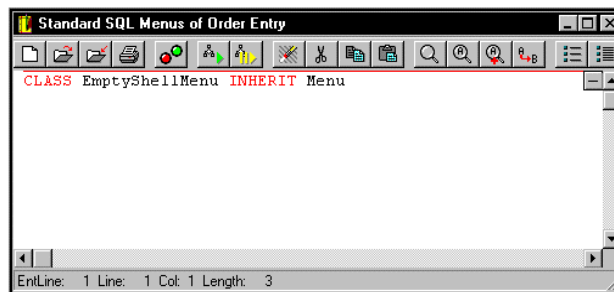 Standard SQL Menus of Order Entry
CLASS EmptyShellMenu INHERIT Menu
EntLine: 1 Line: 1 Col: 1 Length: 3